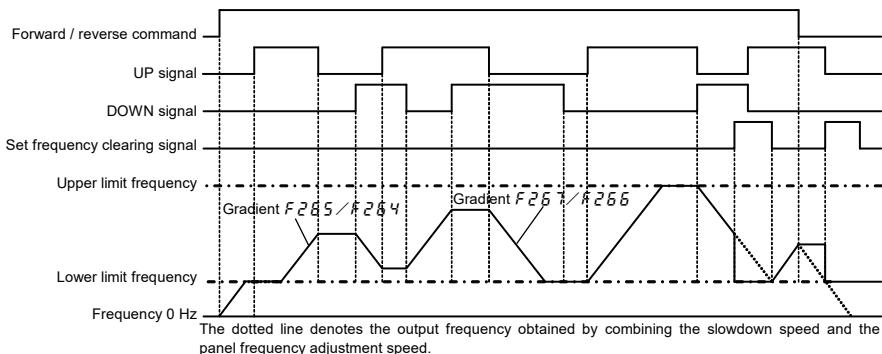 Forward / reverse command
UP signal
DOWN signal
Set frequency clearing signal
Upper limit frequency
Gradient F265/F264
Gradient F267/F266
Lower limit frequency
Frequency 0 Hz
The dotted line denotes the output frequency obtained by combining the slowdown speed and the
panel frequency adjustment speed.